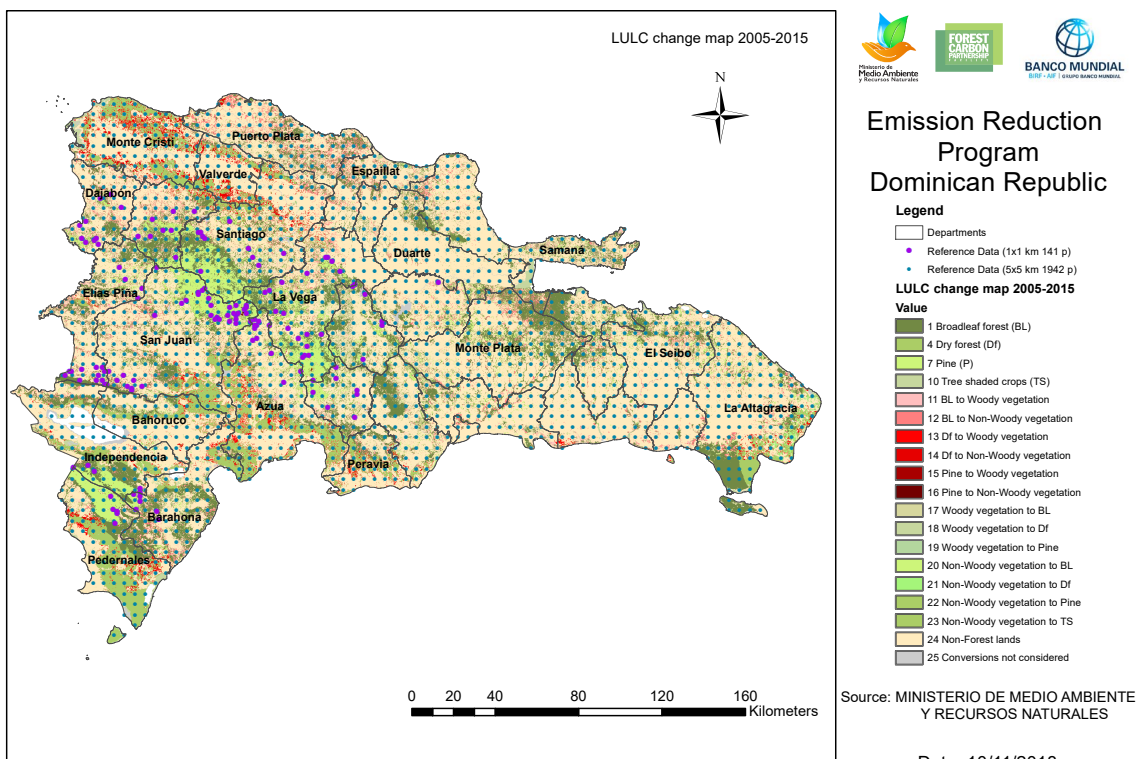 LULC change map 2005-2015
N
Puerto Plata
Monte Cristi
Espaillat
Valverde
Dajabón
Santiago
Duarte
Samaná
Elías Piña
La Vega
San Juan
Monte Plata
El Seibo
Azua
La Altagracia
Bahoruco
Independencia
Peravia
Barahona
Pedernales
0 20 40 80 120 160
Kilometers
Ministerio de
Medio Ambiente
y Recursos Naturales
FOREST
CARBON
PARTNERSHIP
BANCO MUNDIAL
BIRF • AIF | GRUPO BANCO MUNDIAL
Emission Reduction
Program
Dominican Republic
Legend
Departments
Reference Data (1x1 km 141 p)
Reference Data (5x5 km 1942 p)
LULC change map 2005-2015
Value
1 Broadleaf forest (BL)
4 Dry forest (Df)
7 Pine (P)
10 Tree shaded crops (TS)
11 BL to Woody vegetation
12 BL to Non-Woody vegetation
13 Df to Woody vegetation
14 Df to Non-Woody vegetation
15 Pine to Woody vegetation
16 Pine to Non-Woody vegetation
17 Woody vegetation to BL
18 Woody vegetation to Df
19 Woody vegetation to Pine
20 Non-Woody vegetation to BL
21 Non-Woody vegetation to Df
22 Non-Woody vegetation to Pine
23 Non-Woody vegetation to TS
24 Non-Forest lands
25 Conversions not considered
Source: MINISTERIO DE MEDIO AMBIENTE
Y RECURSOS NATURALES